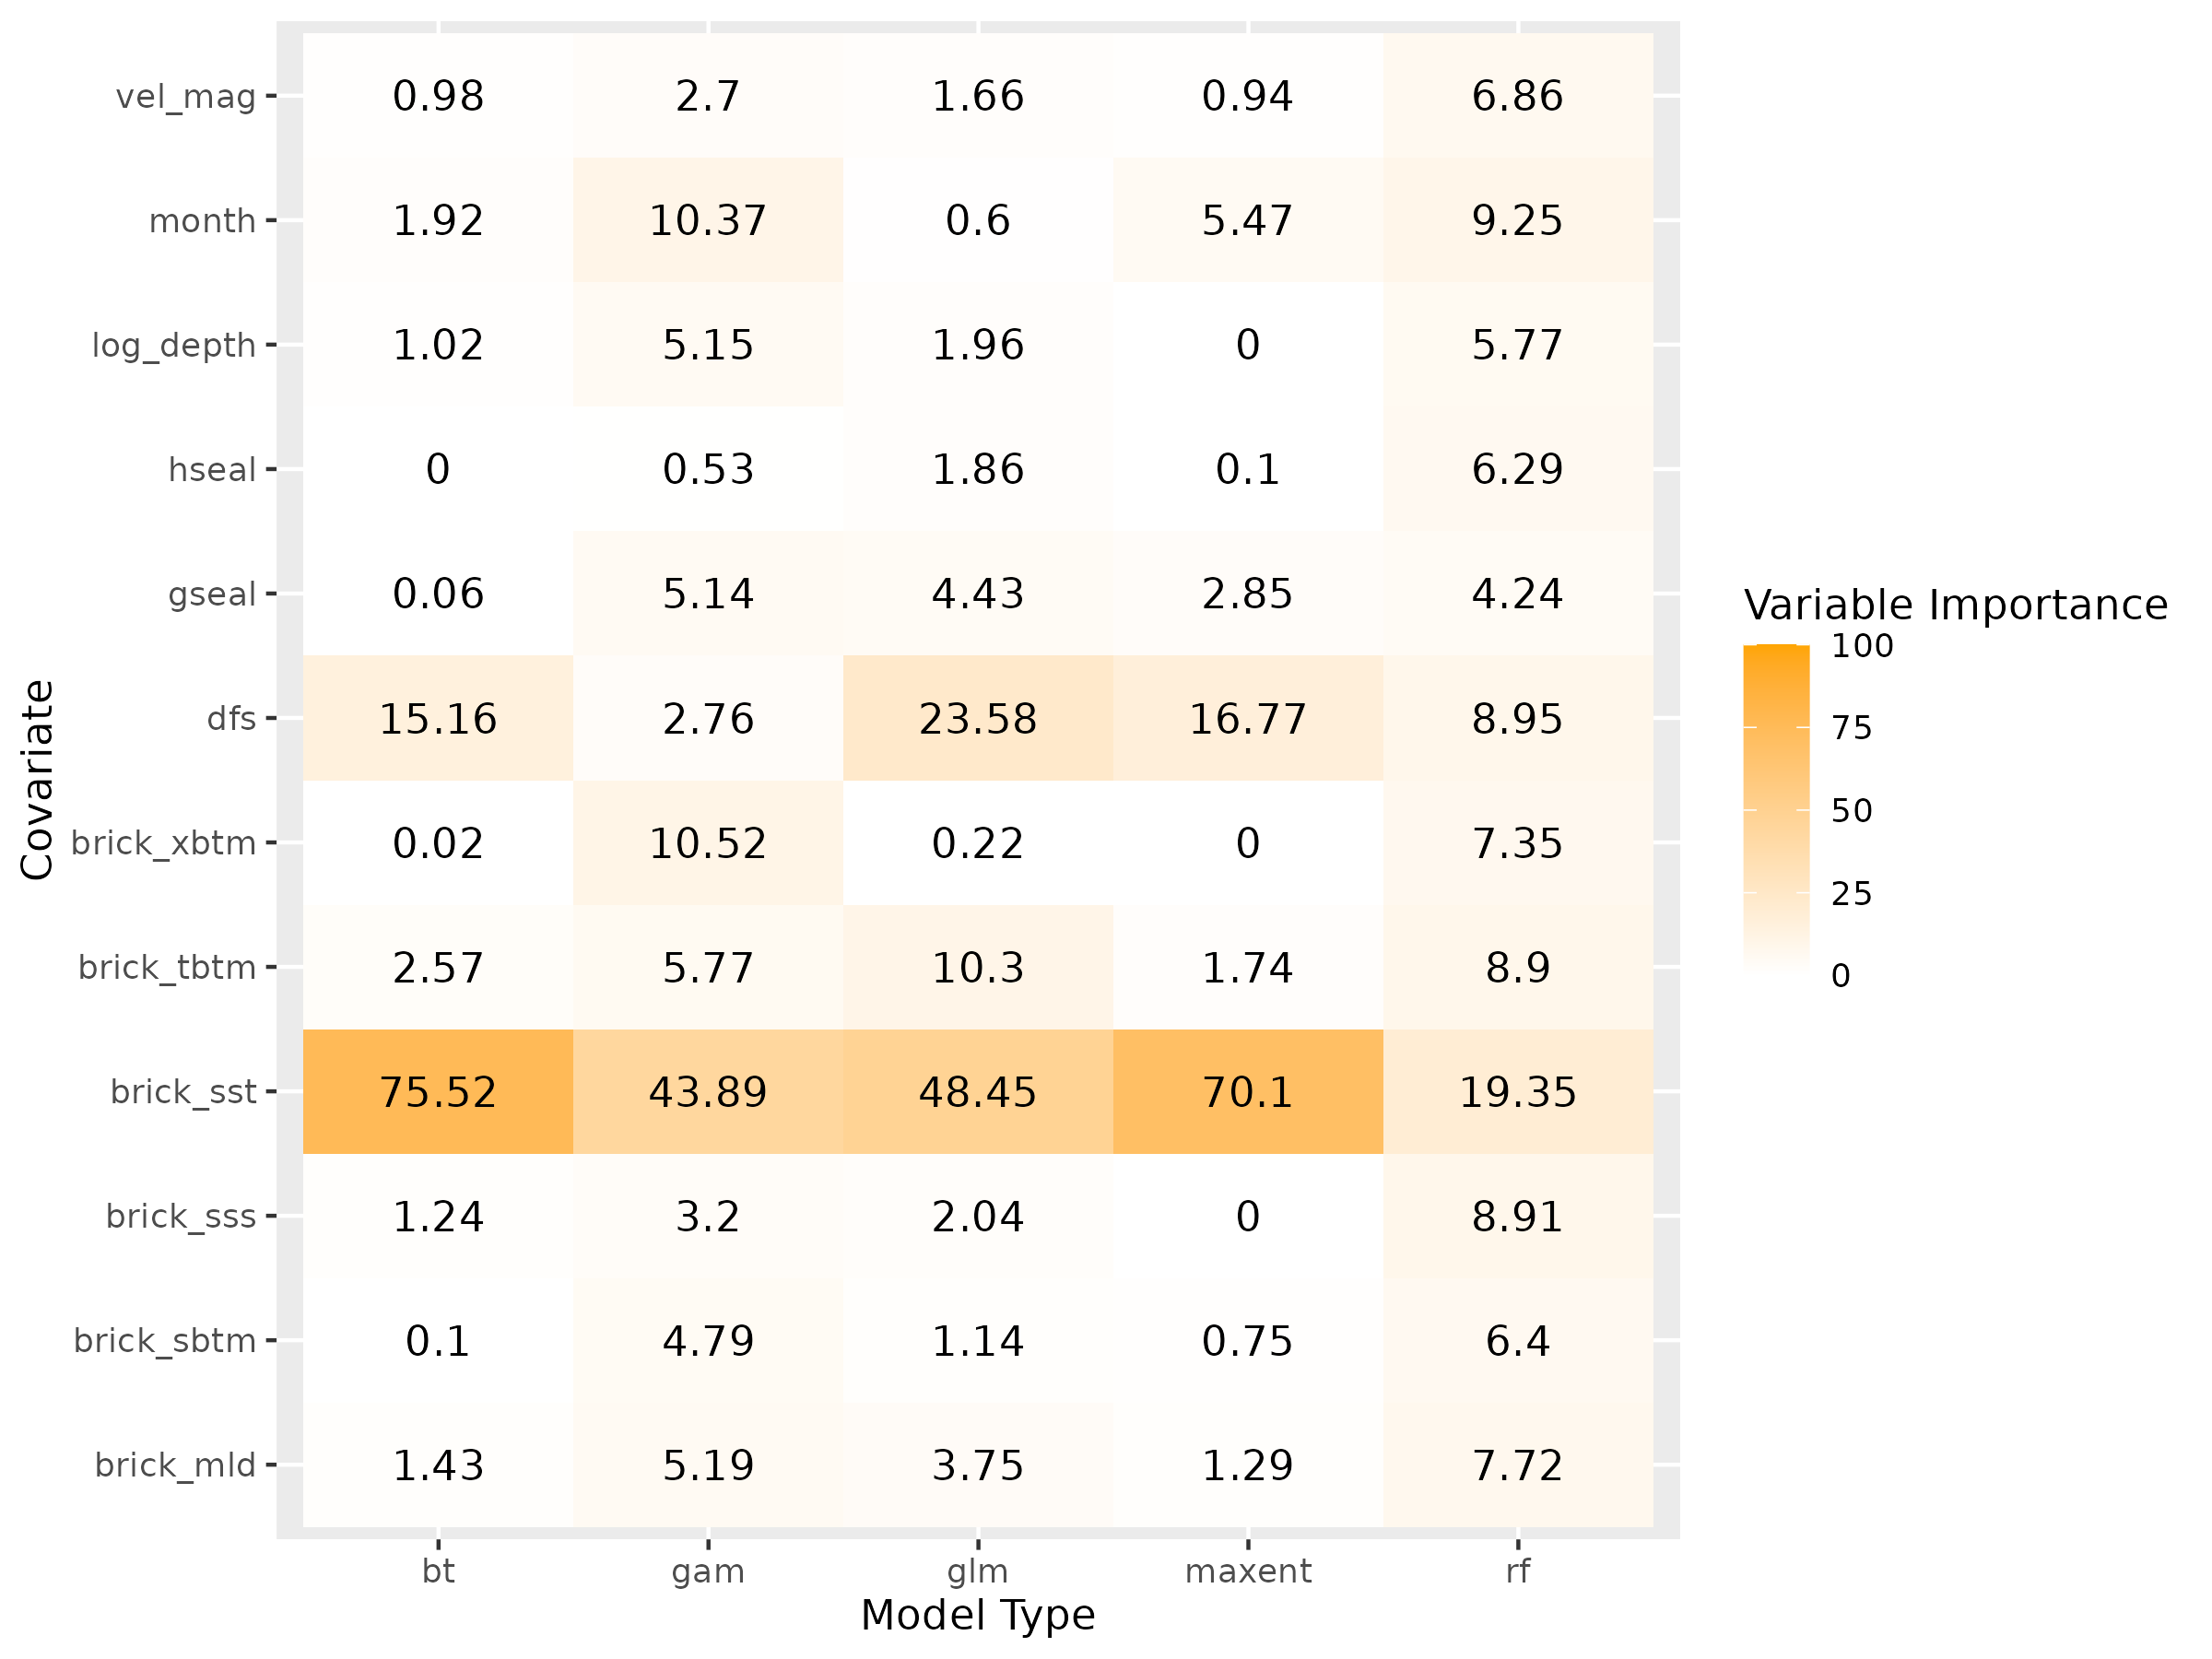 vel_mag 0.98 2.7 1.66 0.94 6.86
month 1.92 10.37 0.6 5.47 9.25
log_depth 1.02 5.15 1.96 0 5.77
hseal 0 0.53 1.86 0.1 6.29
gseal 0.06 5.14 4.43 2.85 4.24
dfs 15.16 2.76 23.58 16.77 8.95
brick_xbtm 0.02 10.52 0.22 0 7.35
brick_tbtm 2.57 5.77 10.3 1.74 8.9
brick_sst 75.52 43.89 48.45 70.1 19.35
brick_sss 1.24 3.2 2.04 0 8.91
brick_sbtm 0.1 4.79 1.14 0.75 6.4
brick_mld 1.43 5.19 3.75 1.29 7.72
bt gam glm maxent rf
Model Type
Covariate
Variable Importance
100
75
50
25
0